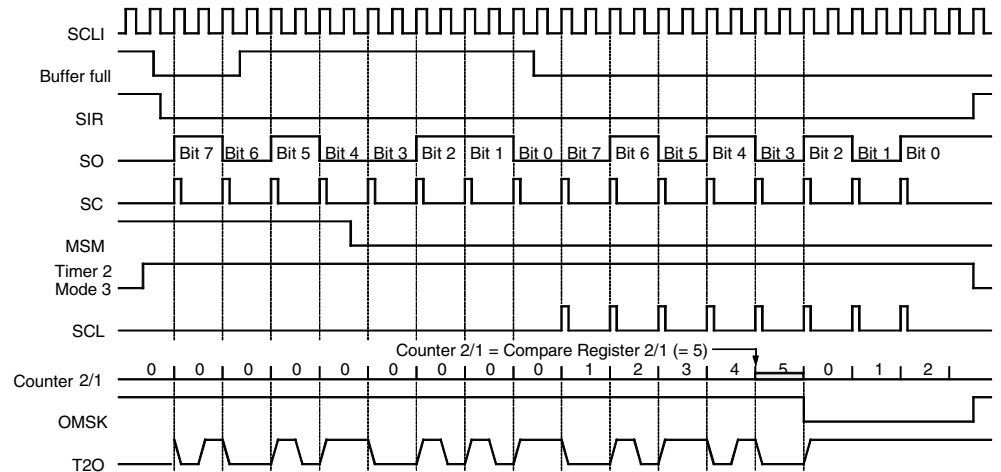 SCLI
Buffer full
SIR
SO Bit 7 Bit 6 Bit 5 Bit 4 Bit 3 Bit 2 Bit 1 Bit 0 Bit 7 Bit 6 Bit 5 Bit 4 Bit 3 Bit 2 Bit 1 Bit 0
SC
MSM
Timer 2
Mode 3
SCL
Counter 2/1 = Compare Register 2/1 (= 5)
Counter 2/1 0 0 0 0 0 0 0 0 0 1 2 3 4 5 0 1 2
OMSK
T2O